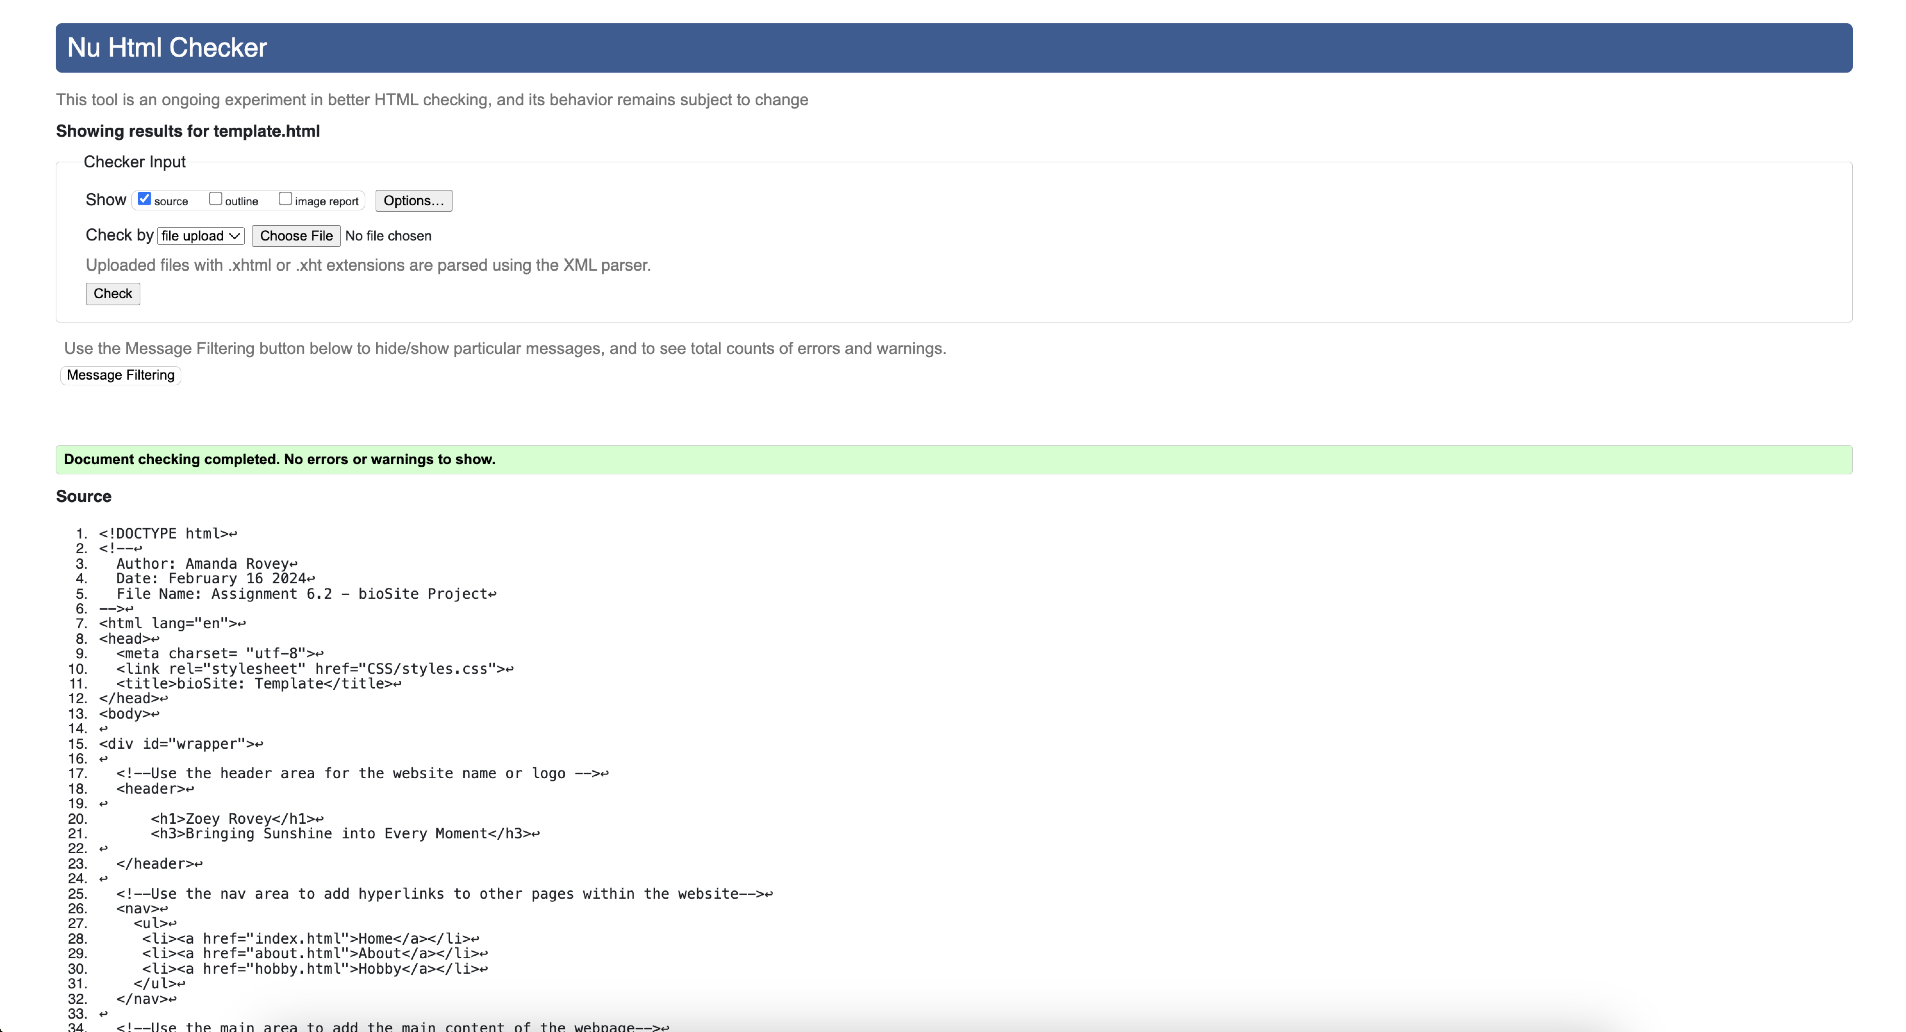 Nu Html Checker
This tool is an ongoing experiment in better HTML checking, and its behavior remains subject to change
Showing results for template.html
Checker Input
Show source outline image report Options…
Check by file upload Choose File No file chosen
Uploaded files with .xhtml or .xht extensions are parsed using the XML parser.
Check
Use the Message Filtering button below to hide/show particular messages, and to see total counts of errors and warnings.
Message Filtering
Document checking completed. No errors or warnings to show.
Source
1. <!DOCTYPE html>↩
2. <!--↩
3.   Author: Amanda Rovey↩
4.   Date: February 16 2024↩
5.   File Name: Assignment 6.2 - bioSite Project↩
6. -->↩
7. <html lang="en">↩
8. <head>↩
9.   <meta charset= "utf-8">↩
10.   <link rel="stylesheet" href="CSS/styles.css">↩
11.   <title>bioSite: Template</title>↩
12. </head>↩
13. <body>↩
14. ↩
15. <div id="wrapper">↩
16. ↩
17.   <!--Use the header area for the website name or logo -->↩
18.   <header>↩
19. ↩
20.       <h1>Zoey Rovey</h1>↩
21.       <h3>Bringing Sunshine into Every Moment</h3>↩
22. ↩
23.   </header>↩
24. ↩
25.   <!--Use the nav area to add hyperlinks to other pages within the website-->↩
26.   <nav>↩
27.     <ul>↩
28.      <li><a href="index.html">Home</a></li>↩
29.      <li><a href="about.html">About</a></li>↩
30.      <li><a href="hobby.html">Hobby</a></li>↩
31.     </ul>↩
32.   </nav>↩
33. ↩
34.   <!--Use the main area to add the main content of the webpage-->↩